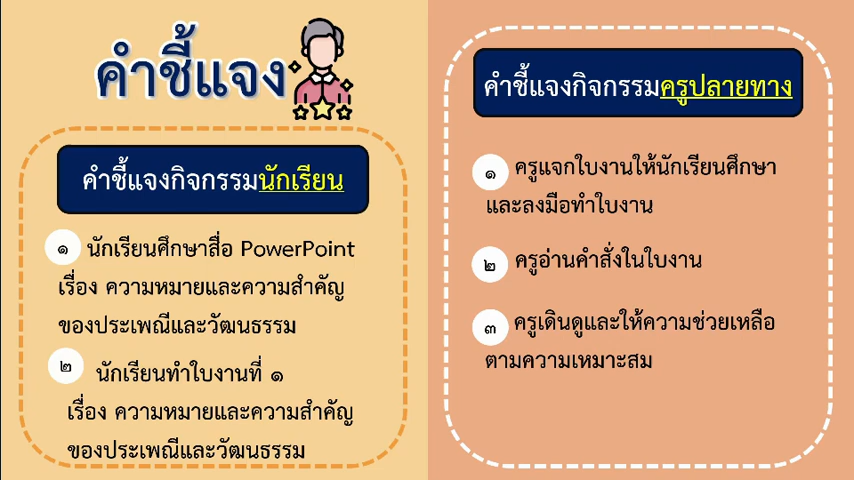 คำชี้แจง
คำชี้แจงกิจกรรมนักเรียน
๑ นักเรียนศึกษาสื่อ PowerPoint
เรื่อง ความหมายและความสำคัญ
ของประเพณีและวัฒนธรรม
๒ นักเรียนทำใบงานที่ ๑
เรื่อง ความหมายและความสำคัญ
ของประเพณีและวัฒนธรรม
คำชี้แจงกิจกรรมครูปลายทาง
๑ ครูแจกใบงานให้นักเรียนศึกษา
และลงมือทำใบงาน
๒ ครูอ่านคำสั่งในใบงาน
๓ ครูเดินดูและให้ความช่วยเหลือ
ตามความเหมาะสม